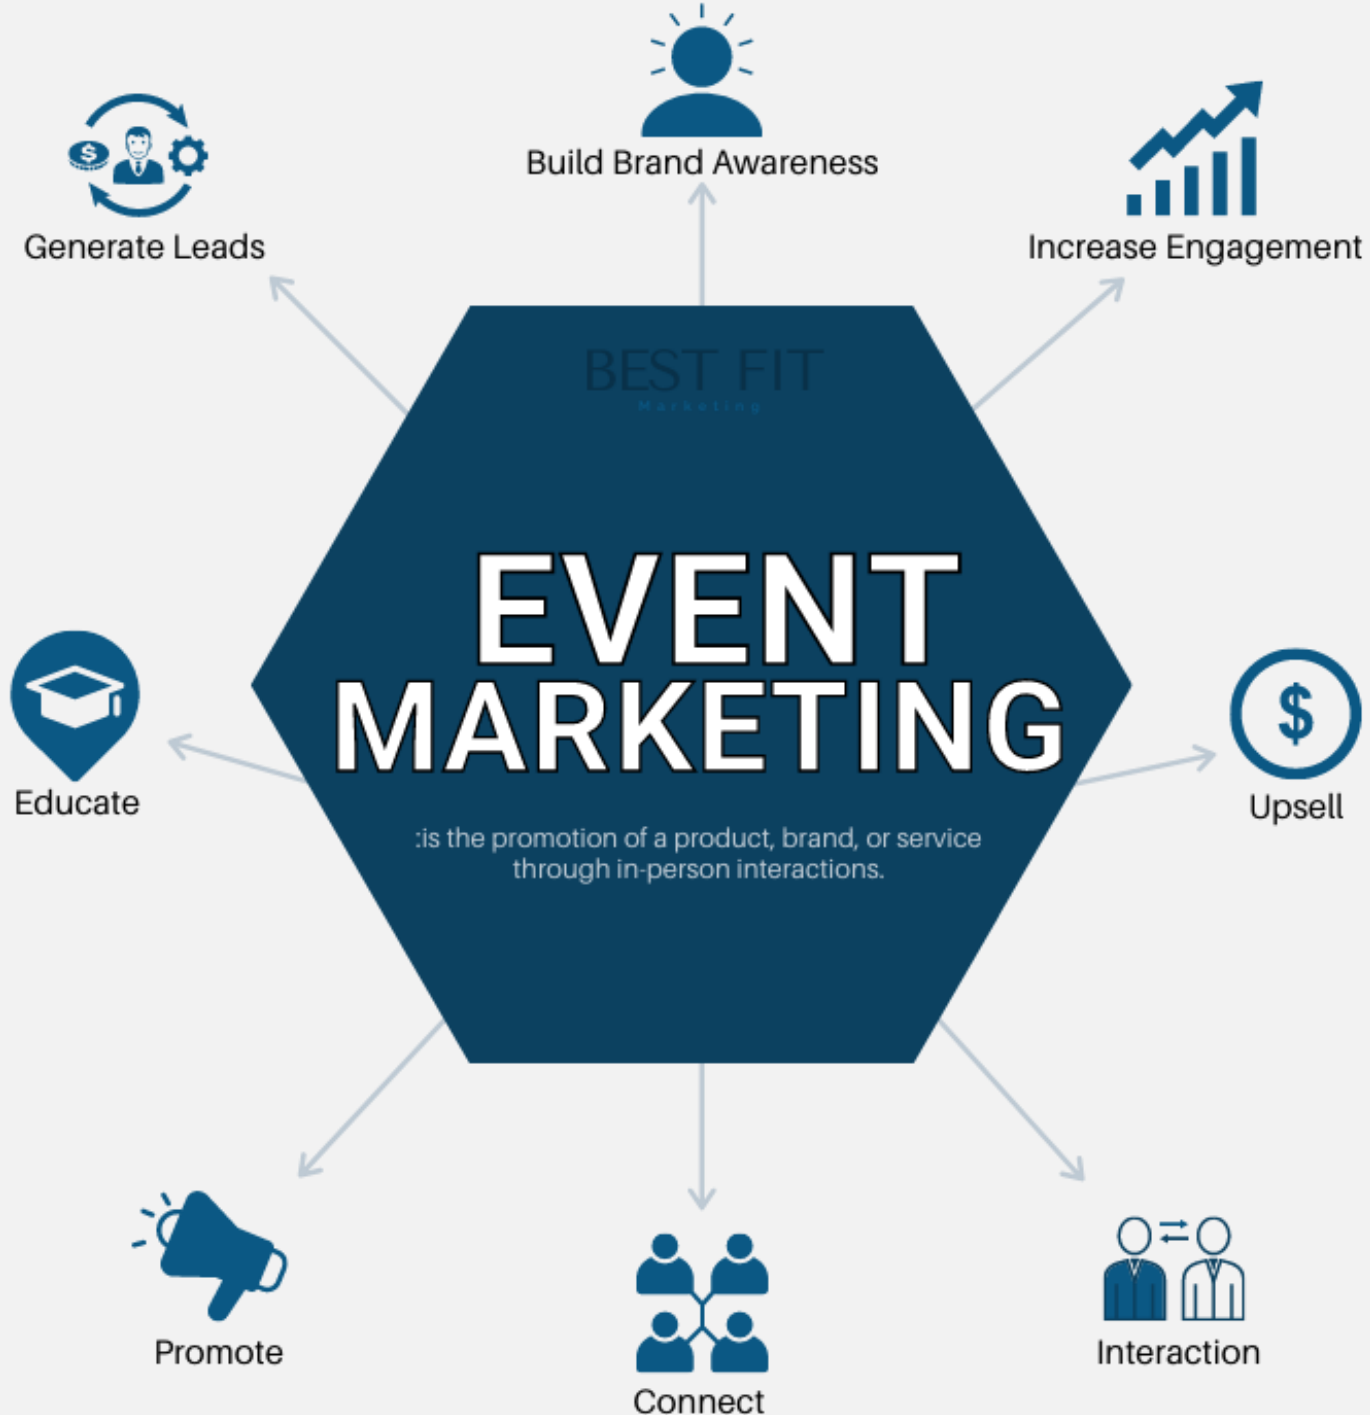 Build Brand Awareness
Generate Leads
Increase Engagement
BEST FIT
Marketing
EVENT
MARKETING
:is the promotion of a product, brand, or service
through in-person interactions.
Educate
$
Upsell
$
Promote
Connect
Interaction